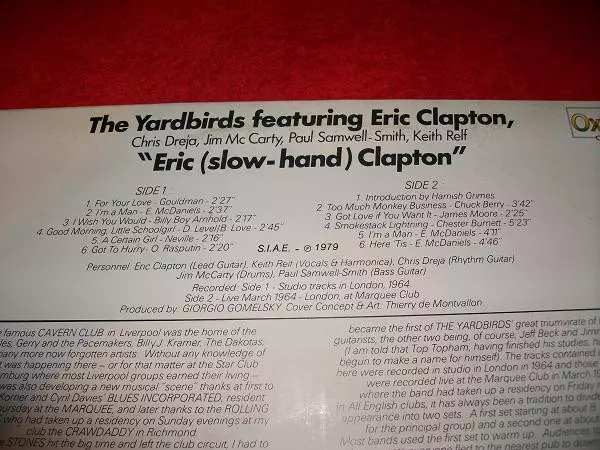 The Yardbirds featuring Eric Clapton,
Chris Dreja, Jim Mc Carty, Paul Samwell-Smith, Keith Relf
"Eric (slow-hand) Clapton"
SIDE 1:
1. For Your Love - Gouldman - 2'27"
2. I'm a Man - E. McDaniels - 2'37"
3. I Wish You Would - Billy Boy Arnhold - 2'17"
4. Good Morning, Little Schoolgirl - D. Level/B. Love - 2'45"
5. A Certain Girl - Neville - 2'16"
6. Got To Hurry - O. Rasputin - 2'20"
SIDE 2:
1. Introduction by Hamish Grimes
2. Too Much Monkey Business - Chuck Berry - 3'42"
3. Got Love if You Want It - James Moore - 2'25"
4. Smokestack Lightning - Chester Burnett - 5'23"
5. I'm a Man - E. McDaniels - 4'11"
6. Here 'Tis - E. McDaniels - 4'46"
S.I.A.E. - ℗ 1979
Personnel: Eric Clapton (Lead Guitar), Keith Relf (Vocals & Harmonica), Chris Dreja (Rhythm Guitar)
Jim McCarty (Drums), Paul Samwell-Smith (Bass Guitar)
Recorded: Side 1 - Studio tracks in London, 1964
Side 2 - Live March 1964 - London, at Marquee Club
Produced by: GIORGIO GOMELSKY. Cover Concept & Art. Thierry de Montvallon
Ox
famous CAVERN CLUB in Liverpool was the home of the
Gerry and the Pacemakers, Billy J. Kramer, The Dakotas,
many more now forgotten artists Without any knowledge of
was happening there – or for that matter at the Star Club
where most Liverpool groups earned their living –
was also developing a new musical "scene" thanks at first to
Korner and Cyril Davies' BLUES INCORPORATED, resident
at the MARQUEE, and later thanks to the ROLLING
who had taken up a residency on Sunday evenings at my
club the CRAWDADDY in Richmond.
STONES hit the big time and left the club circuit, I had to
became the first of THE YARDBIRDS' great triumvirate of
guitarists, the other two being, of course, Jeff Beck and Jimmy
(I am told that Top Topham, having finished his studies, h
begun to make a name for himself). The tracks contained
here were recorded in studio in London in 1964 and those
were recorded live at the Marquee Club in March 19
where the band had taken up a residency on Friday n
In All English clubs, it has always been a tradition to divide
appearance into two sets. A first set starting at about 8
for the principal group) and a second one at about
Most bands used the first set to warm up. Audiences to
ones often filed to the nearest pub to down